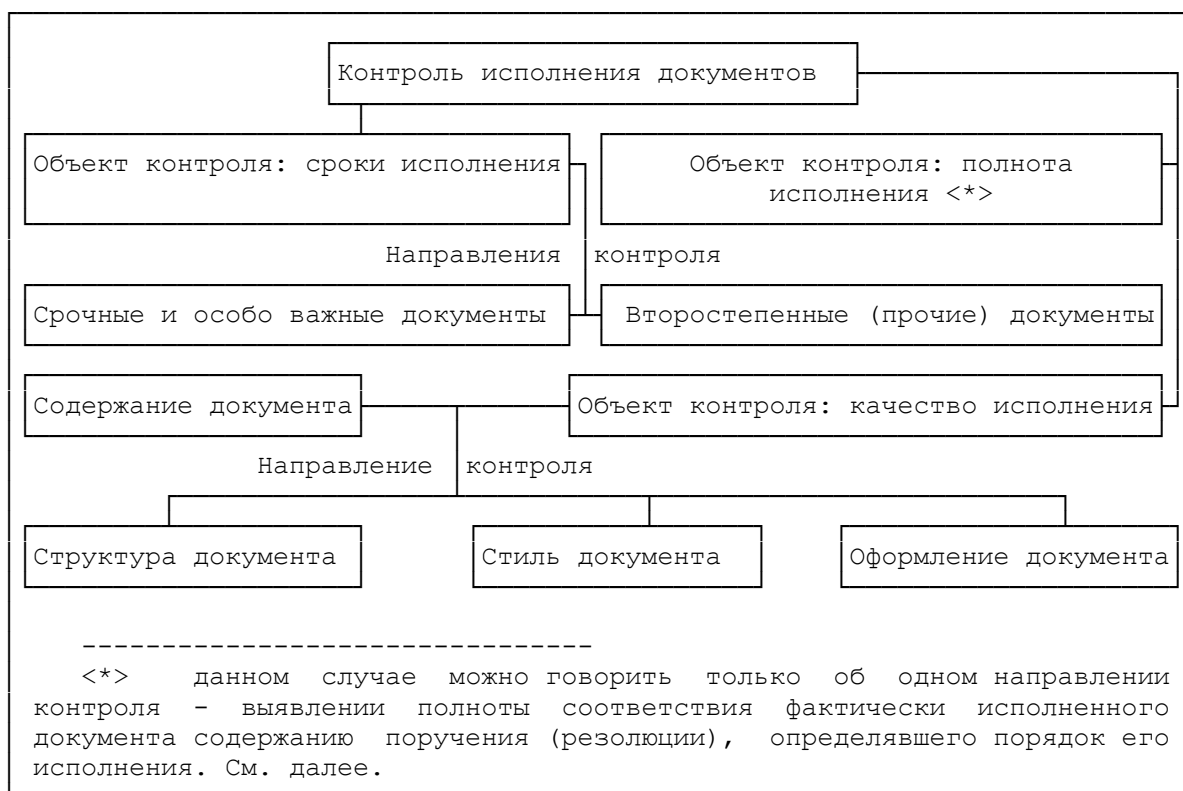 Контроль исполнения документов
Объект контроля: сроки исполнения
Объект контроля: полнота
исполнения <*>
Направления контроля
Срочные и особо важные документы
Второстепенные (прочие) документы
Содержание документа
Объект контроля: качество исполнения
Направление контроля
Структура документа
Стиль документа
Оформление документа
--------------------------------
<*> данном случае можно говорить только об одном направлении
контроля - выявлении полноты соответствия фактически исполненного
документа содержанию поручения (резолюции), определявшего порядок его
исполнения. См. далее.